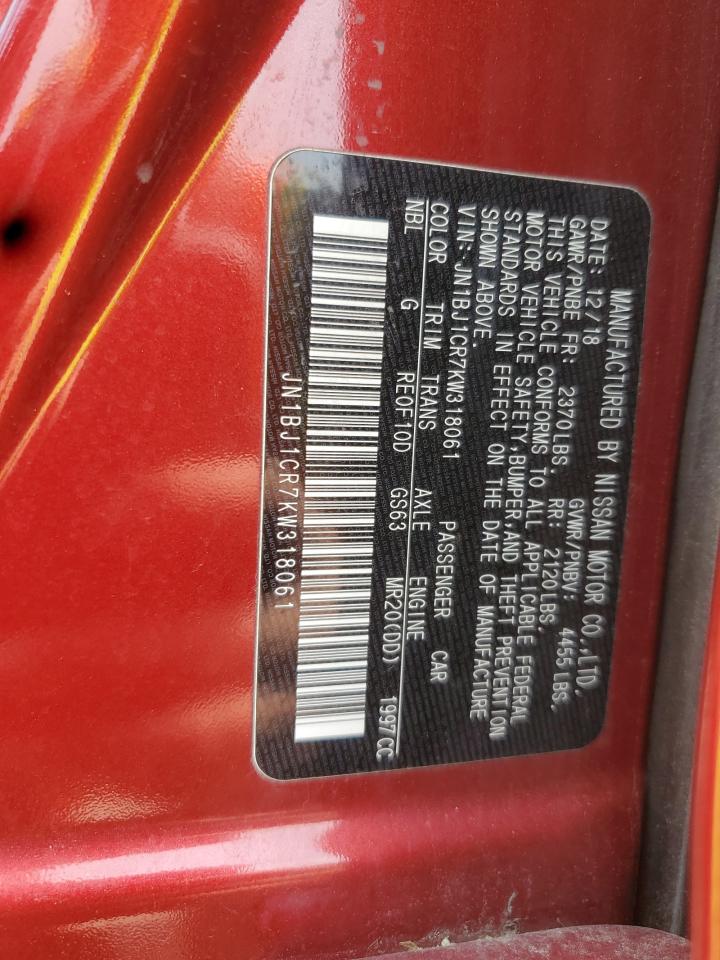 MANUFACTURED BY NISSAN MOTOR CO.,LTD.
DATE: 12/18 GVWR/PNBV: 4455LBS,
GAWR/PNBE FR: 2370LBS, RR: 2120LBS,
THIS VEHICLE CONFORMS TO ALL APPLICABLE FEDERAL
MOTOR VEHICLE SAFETY,BUMPER,AND THEFT PREVENTION
STANDARDS IN EFFECT ON THE DATE OF MANUFACTURE
SHOWN ABOVE.
VIN: JN1BJ1CR7KW318061 PASSENGER CAR
COLOR TRIM TRANS AXLE ENGINE
NBL G RE0F10D GS63 MR20(DD) 1997CC
JN1BJ1CR7KW318061